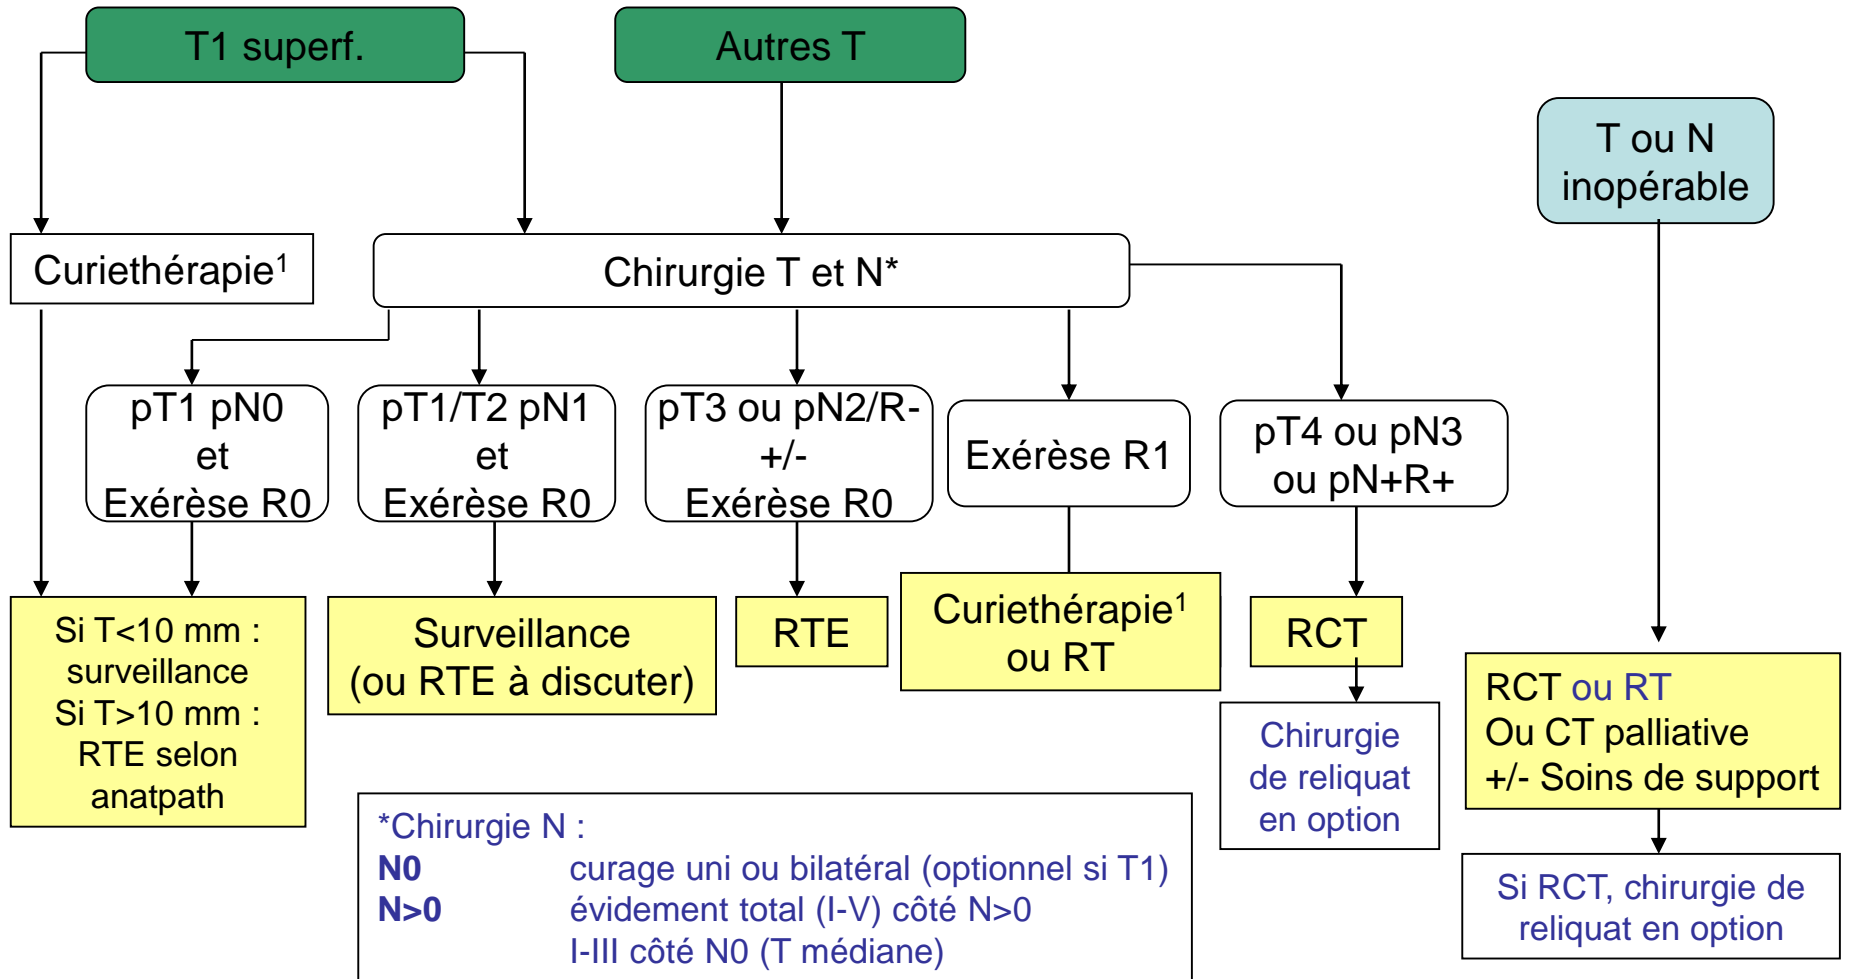 T1 superf.
Autres T
T ou N
inopérable
Curiethérapie¹
Chirurgie T et N*
pT1 pN0
et
Exérèse R0
pT1/T2 pN1
et
Exérèse R0
pT3 ou pN2/R-
+/-
Exérèse R0
Exérèse R1
pT4 ou pN3
ou pN+R+
Si T<10 mm :
surveillance
Si T>10 mm :
RTE selon
anatpath
Surveillance
(ou RTE à discuter)
RTE
Curiethérapie¹
ou RT
RCT
RCT ou RT
Ou CT palliative
+/- Soins de support
Chirurgie
de reliquat
en option
Si RCT, chirurgie de
reliquat en option
*Chirurgie N :
N0 curage uni ou bilatéral (optionnel si T1)
N>0 évidement total (I-V) côté N>0
I-III côté N0 (T médiane)